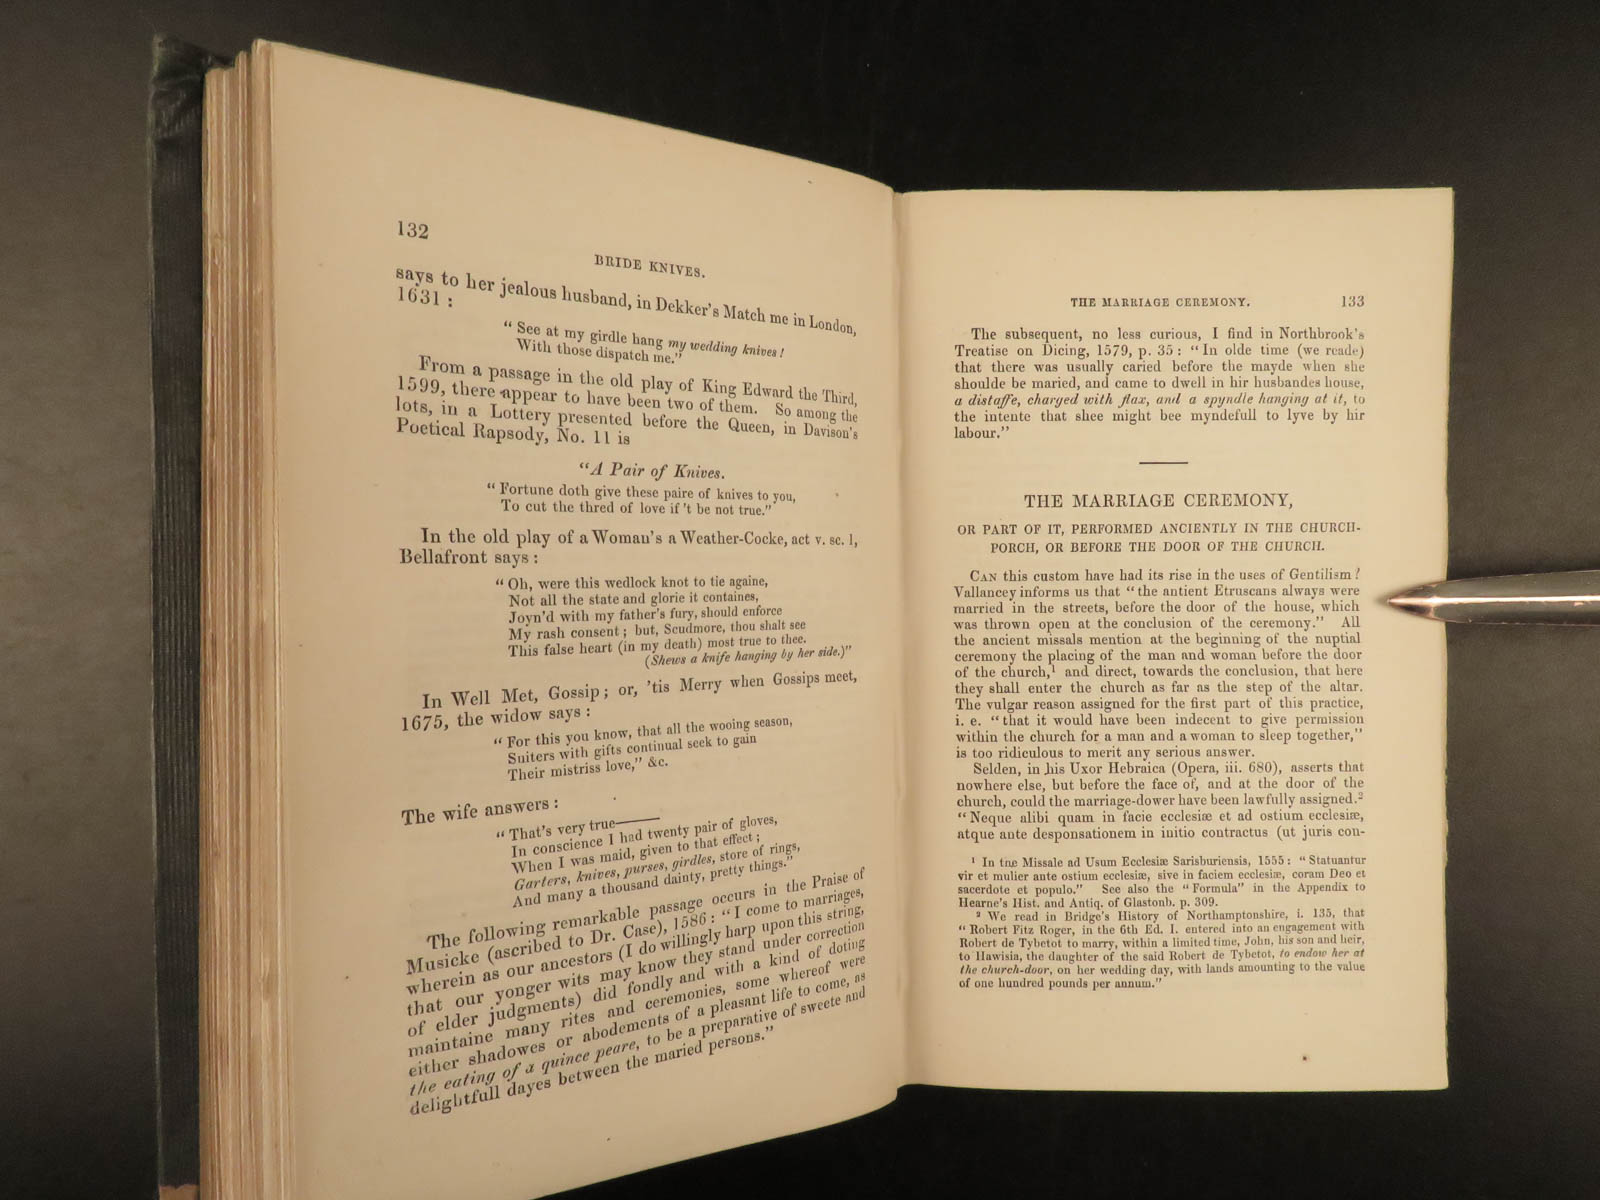 132
BRIDE KNIVES.
says to her jealous husband, in Dekker's Match me in London,
1631 :
“ See at my girdle hang my wedding knives !
With those dispatch me.”
From a passage in the old play of King Edward the Third,
1599, there appear to have been two of them. So among the
lots, in a Lottery presented before the Queen, in Davison's
Poetical Rapsody, No. 11 is
“A Pair of Knives.
“ Fortune doth give these paire of knives to you,
To cut the thred of love if 't be not true.”
In the old play of a Woman's a Weather-Cocke, act v. sc. 1,
Bellafront says :
“ Oh, were this wedlock knot to tie againe,
Not all the state and glorie it containes,
Joyn'd with my father's fury, should enforce
My rash consent ; but, Scudmore, thou shalt see
This false heart (in my death) most true to thee.
(Shews a knife hanging by her side.)”
In Well Met, Gossip; or, 'tis Merry when Gossips meet,
1675, the widow says :
“ For this you know, that all the wooing season,
Suiters with gifts continual seek to gain
Their mistriss love,” &c.
The wife answers :
“ That's very true——
In conscience I had twenty pair of gloves,
When I was maid, given to that effect ;
Garters, knives, purses, girdles, store of rings,
And many a thousand dainty, pretty things.”
The following remarkable passage occurs in the Praise of
Musicke (ascribed to Dr. Case), 1586 : “ I come to marriages,
wherein as our ancestors (I do willingly harp upon this string,
that our yonger wits may know they stand under correction
of elder judgments) did fondly and with a kind of doting
maintaine many rites and ceremonies, some whereof were
either shadowes or abodements of a pleasant life to come, as
the eating of a quince peare, to be a preparative of sweete and
delightfull dayes between the maried persons.”
THE MARRIAGE CEREMONY. 133
The subsequent, no less curious, I find in Northbrook's
Treatise on Dicing, 1579, p. 35 : “ In olde time (we reade)
that there was usually caried before the mayde when she
shoulde be maried, and came to dwell in hir husbandes house,
a distaffe, charged with flax, and a spyndle hanging at it, to
the intente that shee might bee myndefull to lyve by hir
labour.”
THE MARRIAGE CEREMONY,
OR PART OF IT, PERFORMED ANCIENTLY IN THE CHURCH-
PORCH, OR BEFORE THE DOOR OF THE CHURCH.
CAN this custom have had its rise in the uses of Gentilism ?
Vallancey informs us that “ the antient Etruscans always were
married in the streets, before the door of the house, which
was thrown open at the conclusion of the ceremony.” All
the ancient missals mention at the beginning of the nuptial
ceremony the placing of the man and woman before the door
of the church,¹ and direct, towards the conclusion, that here
they shall enter the church as far as the step of the altar.
The vulgar reason assigned for the first part of this practice,
i. e. “ that it would have been indecent to give permission
within the church for a man and a woman to sleep together,”
is too ridiculous to merit any serious answer.
Selden, in his Uxor Hebraica (Opera, iii. 680), asserts that
nowhere else, but before the face of, and at the door of the
church, could the marriage-dower have been lawfully assigned.²
“ Neque alibi quam in facie ecclesiæ et ad ostium ecclesiæ,
atque ante desponsationem in initio contractus (ut juris con-
¹ In the Missale ad Usum Ecclesiæ Sarisburiensis, 1555 : “ Statuantur
vir et mulier ante ostium ecclesiæ, sive in faciem ecclesiæ, coram Deo et
sacerdote et populo.” See also the “ Formula” in the Appendix to
Hearne's Hist. and Antiq. of Glastonb. p. 309.
² We read in Bridge's History of Northamptonshire, i. 135, that
“ Robert Fitz Roger, in the 6th Ed. I. entered into an engagement with
Robert de Tybetot to marry, within a limited time, John, his son and heir,
to Hawisia, the daughter of the said Robert de Tybetot, to endow her at
the church-door, on her wedding day, with lands amounting to the value
of one hundred pounds per annum.”